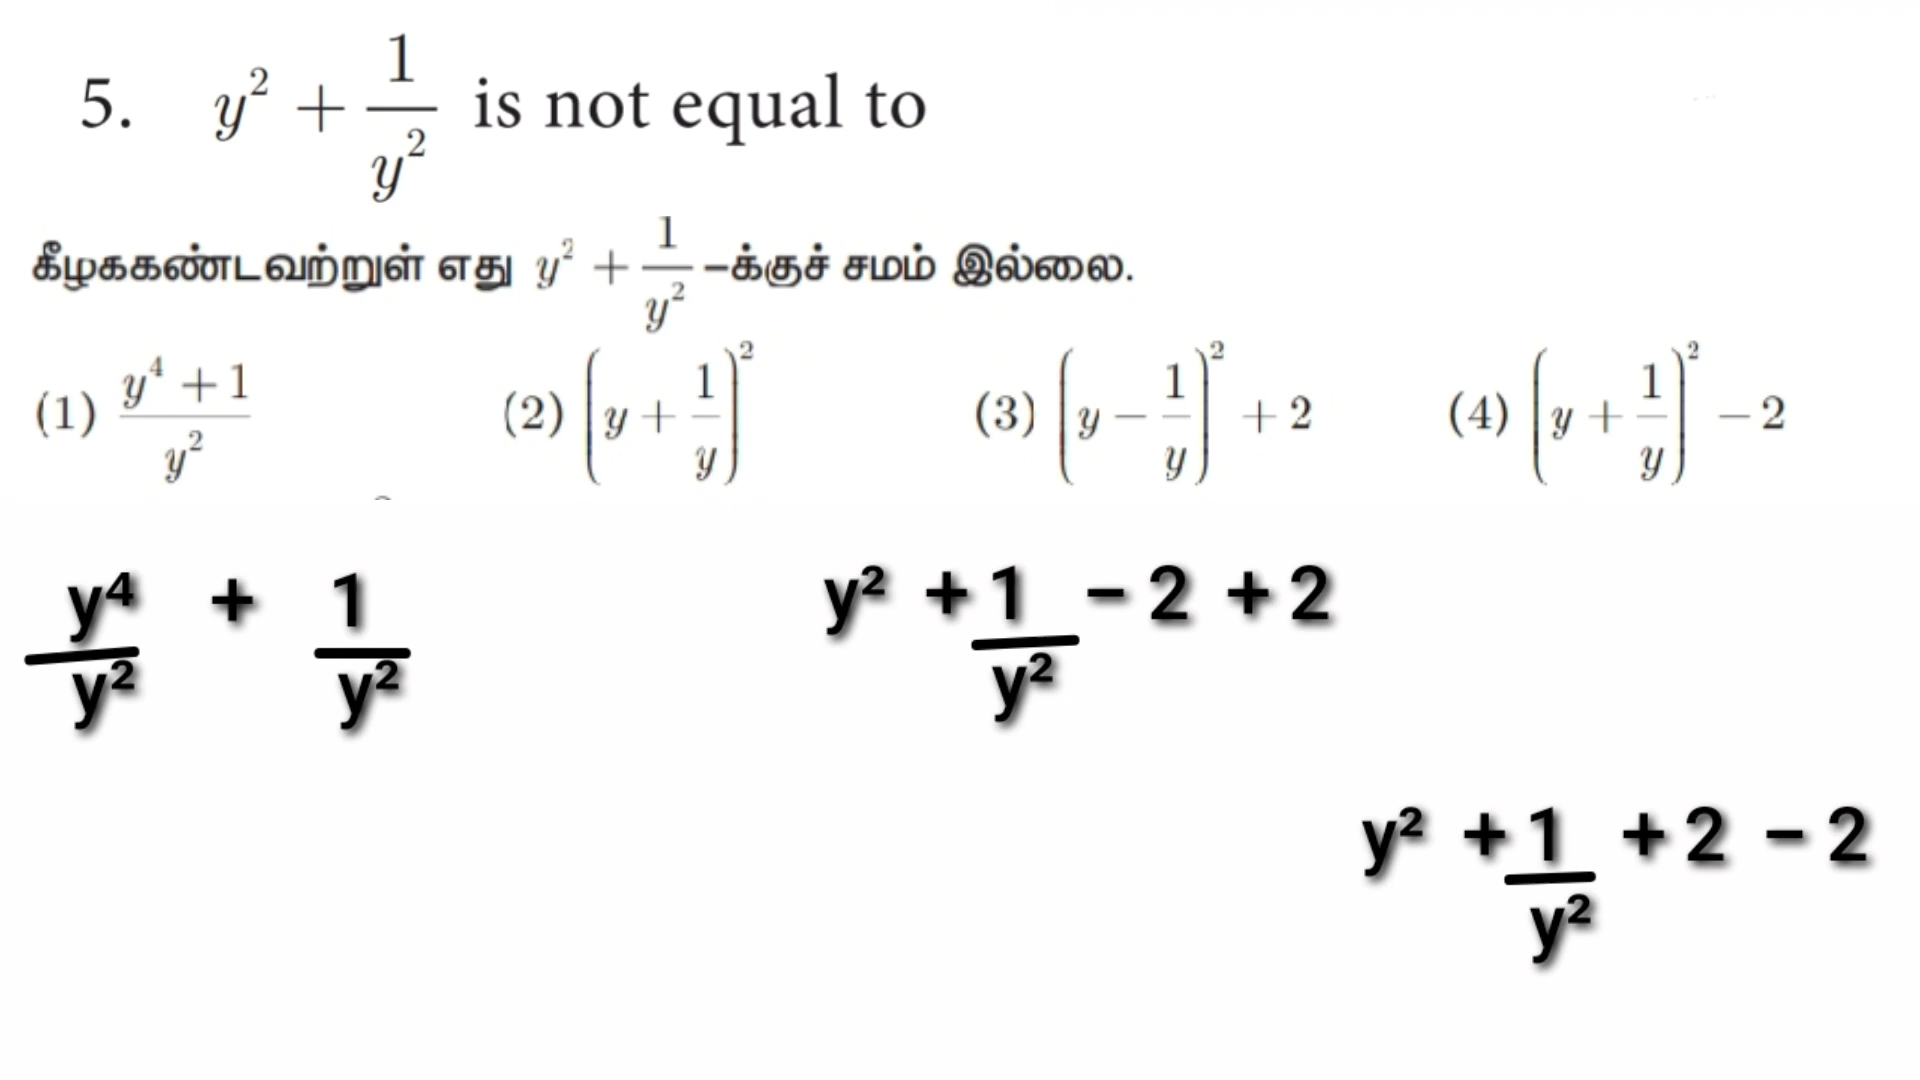 5. y² + 1/y² is not equal to
கீழககண்டவற்றுள் எது y² + 1/y² –க்குச் சமம் இல்லை.
(1) (y⁴ + 1)/y² (2) (y + 1/y)² (3) (y − 1/y)² + 2 (4) (y + 1/y)² − 2
y⁴/y² + 1/y² y² + 1/y² − 2 + 2
y² + 1/y² + 2 − 2